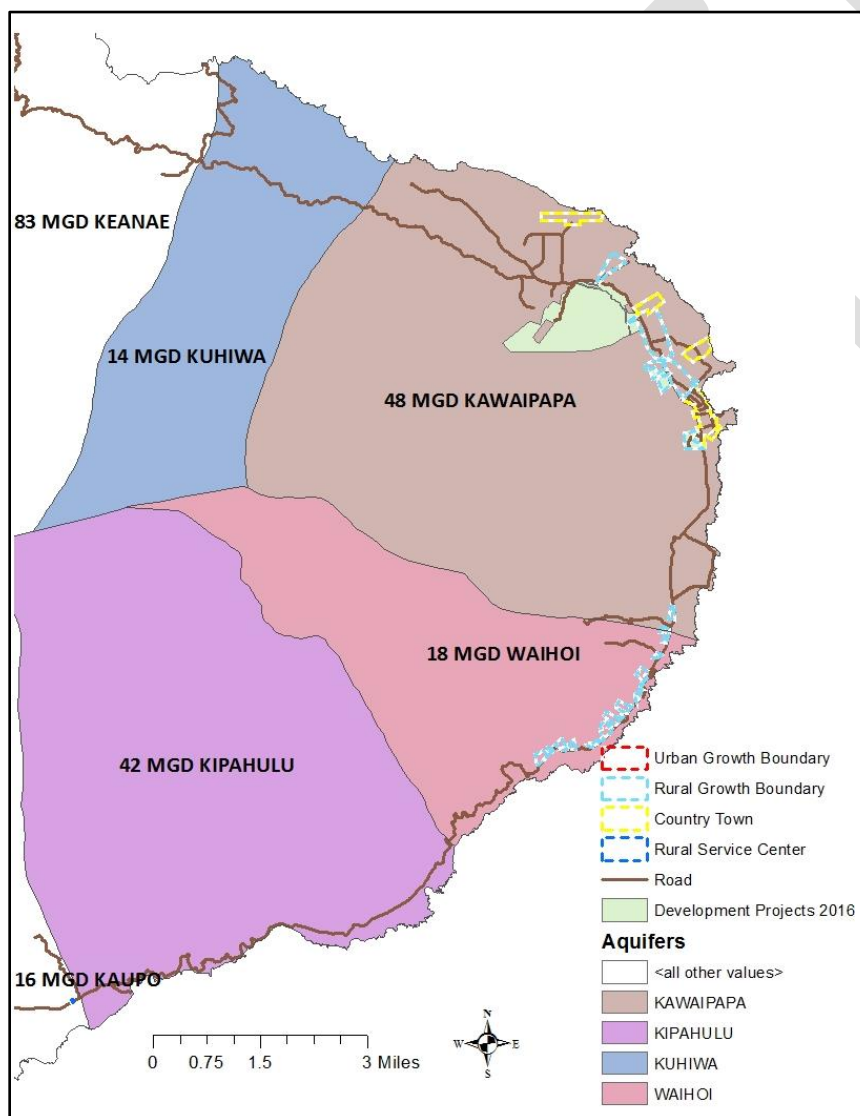 83 MGD KEANAE
14 MGD KUHIWA
48 MGD KAWAIPAPA
18 MGD WAIHOI
42 MGD KIPAHULU
16 MGD KAUPO
Urban Growth Boundary
Rural Growth Boundary
Country Town
Rural Service Center
Road
Development Projects 2016
Aquifers
<all other values>
KAWAIPAPA
KIPAHULU
KUHIWA
WAIHOI
0 0.75 1.5 3 Miles
N
W E
S